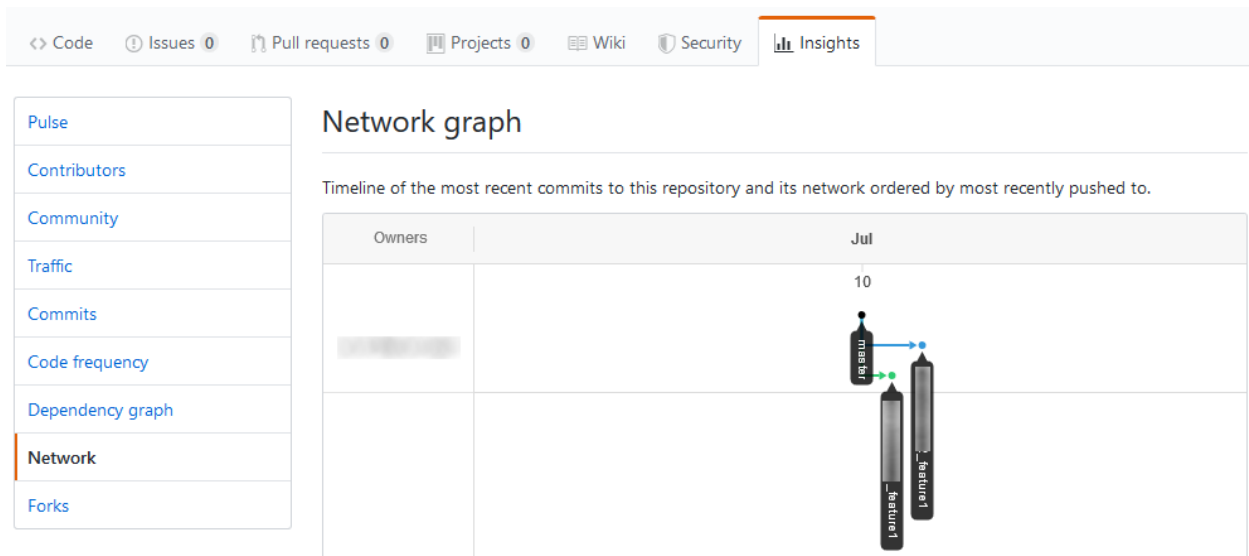 Code Issues 0 Pull requests 0 Projects 0 Wiki Security Insights
Pulse
Contributors
Community
Traffic
Commits
Code frequency
Dependency graph
Network
Forks
Network graph
Timeline of the most recent commits to this repository and its network ordered by most recently pushed to.
Owners
Jul
10
master
_feature1
_feature1